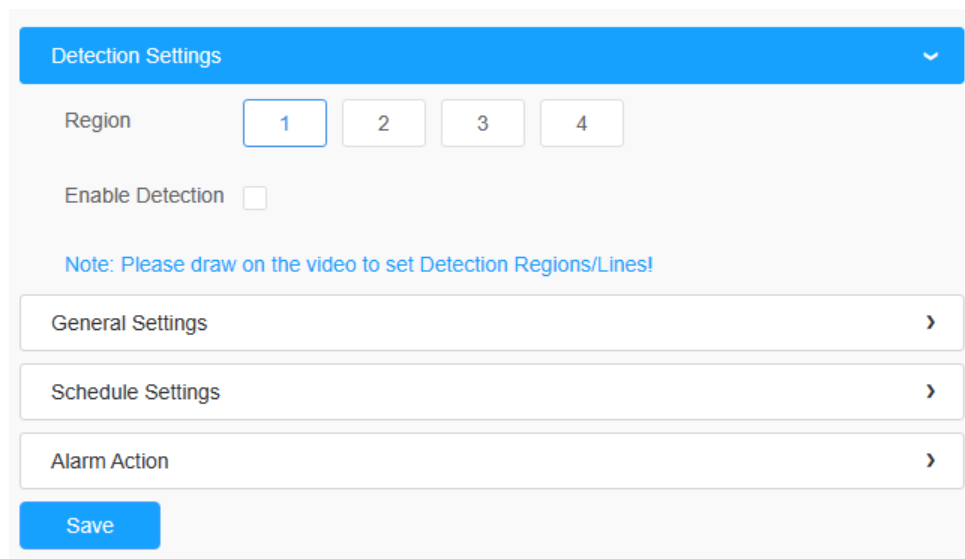 Detection Settings
Region 1 2 3 4
Enable Detection
Note: Please draw on the video to set Detection Regions/Lines!
General Settings
Schedule Settings
Alarm Action
Save